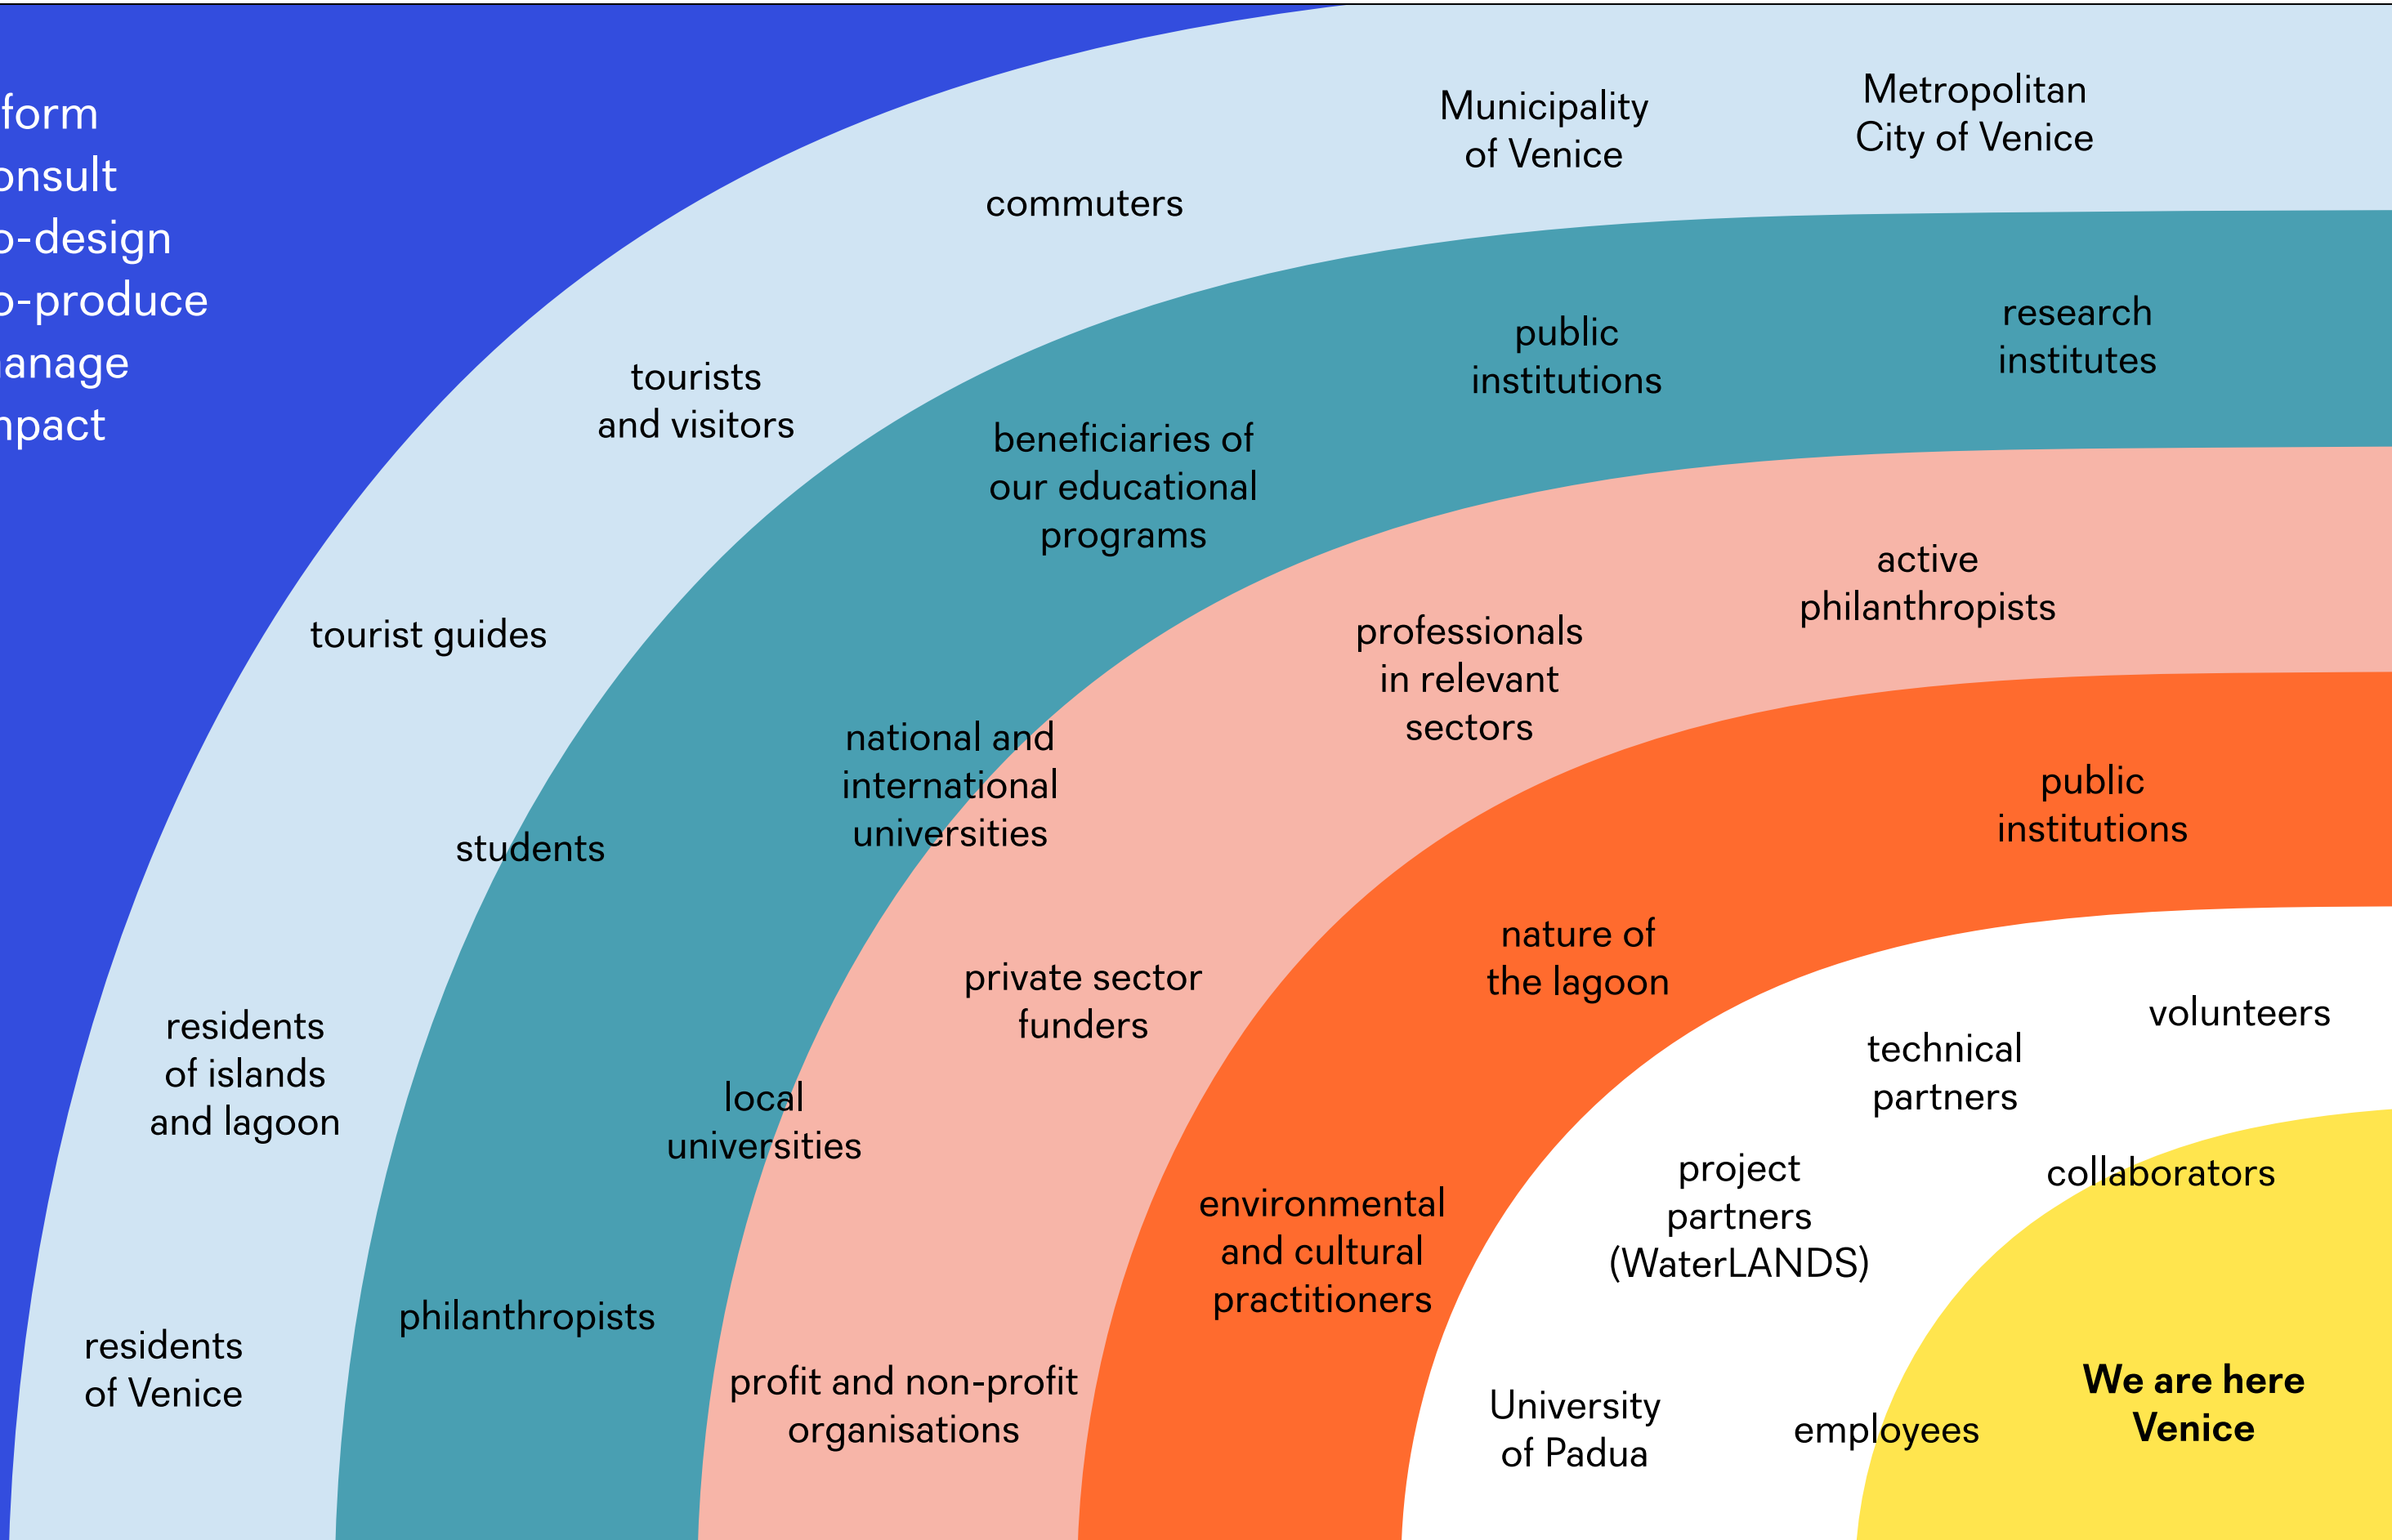 form
onsult
o-design
o-produce
anage
npact
Municipality
of Venice
Metropolitan
City of Venice
commuters
public
institutions
research
institutes
tourists
and visitors
beneficiaries of
our educational
programs
active
philanthropists
tourist guides
professionals
in relevant
sectors
national and
international
universities
public
institutions
students
nature of
the lagoon
private sector
funders
volunteers
residents
of islands
and lagoon
technical
partners
local
universities
project
partners
(WaterLANDS)
collaborators
environmental
and cultural
practitioners
philanthropists
residents
of Venice
profit and non-profit
organisations
University
of Padua
employees
We are here
Venice